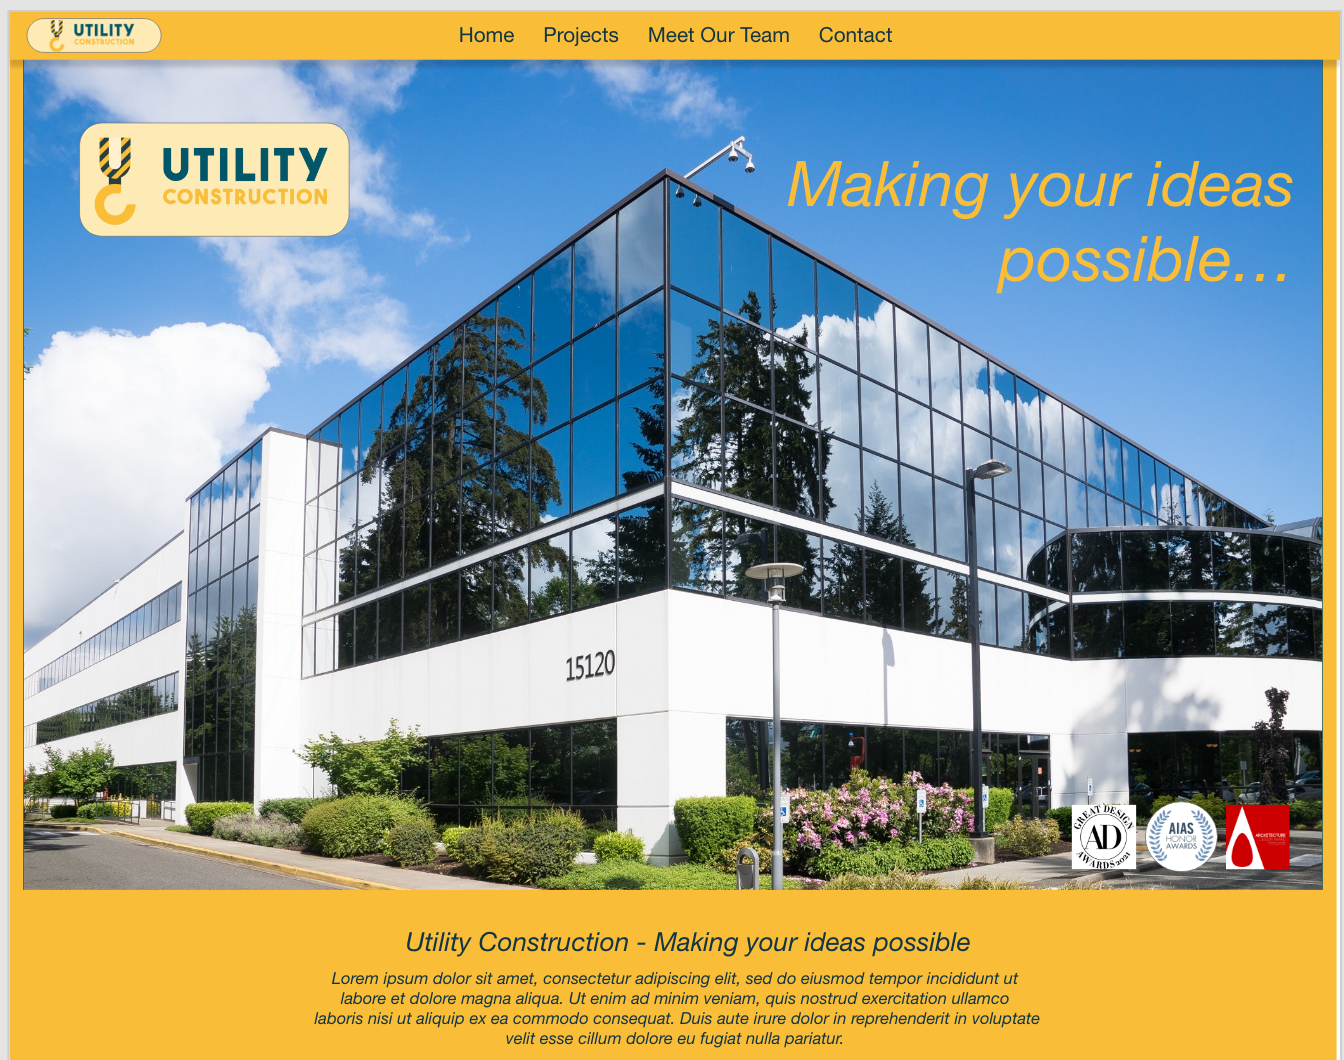 UTILITY
CONSTRUCTION
Home Projects Meet Our Team Contact
UTILITY
CONSTRUCTION
Making your ideas
possible...
15120
GREAT DESIGN
AD
AWARDS 2021
AIAS
HONOR
AWARDS
Utility Construction - Making your ideas possible
Lorem ipsum dolor sit amet, consectetur adipiscing elit, sed do eiusmod tempor incididunt ut
labore et dolore magna aliqua. Ut enim ad minim veniam, quis nostrud exercitation ullamco
laboris nisi ut aliquip ex ea commodo consequat. Duis aute irure dolor in reprehenderit in voluptate
velit esse cillum dolore eu fugiat nulla pariatur.